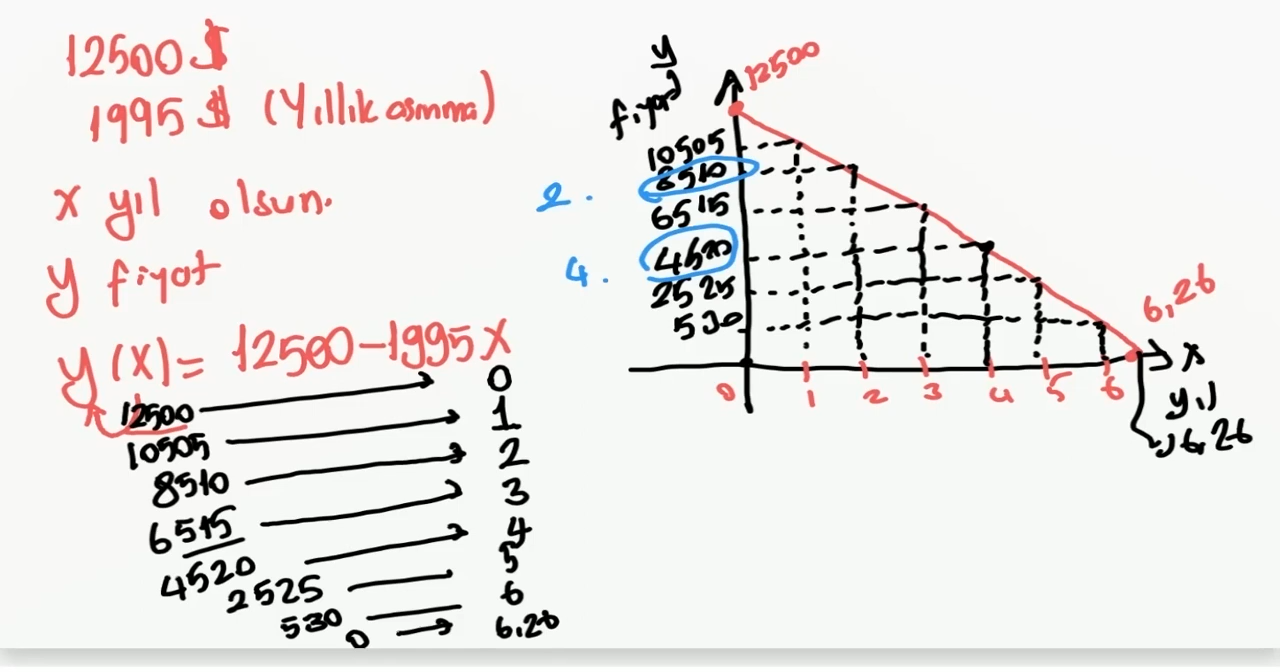 12500 $
1995 $ (Yıllık aşınma)
x yıl olsun.
y fiyat
y(x) = 12500-1995x
12500 → 0
10505 → 1
8510 → 2
6515 → 3
4520 → 4
2525 — 5
530 — 6
0 → 6.26
y
fiyat
12500
10505
2. 8510
6515
4. 4520
2525
530
0 1 2 3 4 5 6
6,26
x
yıl
6,26